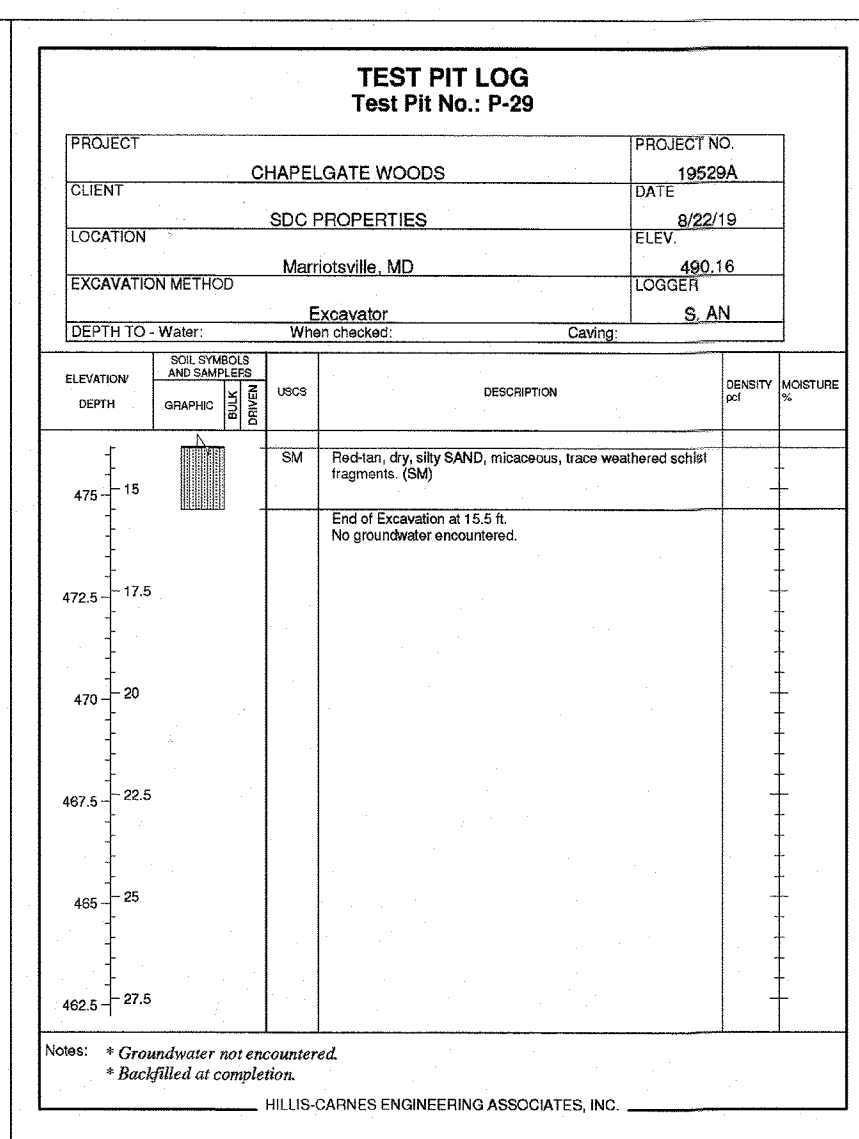 TEST PIT LOG
Test Pit No.: P-29
PROJECT
CHAPELGATE WOODS
PROJECT NO.
19529A
CLIENT
SDC PROPERTIES
DATE
8/22/19
LOCATION
Marriotsville, MD
ELEV.
490.16
EXCAVATION METHOD
Excavator
LOGGER
S. AN
DEPTH TO - Water: When checked: Caving:
ELEVATION/
DEPTH
SOIL SYMBOLS
AND SAMPLERS
GRAPHIC
BULK
DRIVEN
USCS
DESCRIPTION
DENSITY
pcf
MOISTURE
%
SM
Red-tan, dry, silty SAND, micaceous, trace weathered schist
fragments. (SM)
475 15
End of Excavation at 15.5 ft.
No groundwater encountered.
472.5 17.5
470 20
467.5 22.5
465 25
462.5 27.5
Notes: * Groundwater not encountered.
* Backfilled at completion.
HILLIS-CARNES ENGINEERING ASSOCIATES, INC.